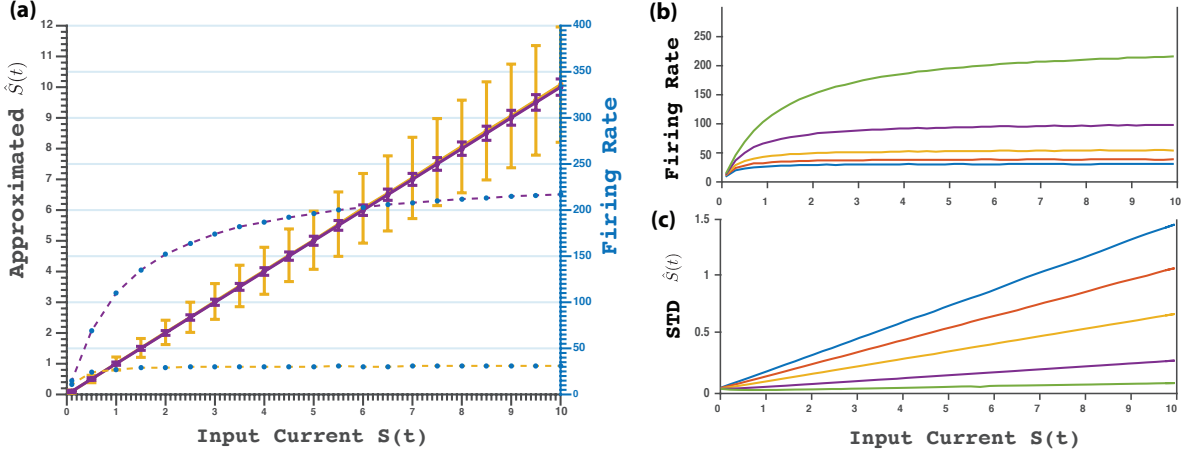 (a)
Approximated Ŝ(t)
12
11
10
9
8
7
6
5
4
3
2
1
0
0 1 2 3 4 5 6 7 8 9 10
Input Current S(t)
400
350
300
250
200
150
100
50
0
Firing Rate
(b)
Firing Rate
250
200
150
100
50
0
0 1 2 3 4 5 6 7 8 9 10
(c)
STD Ŝ(t)
1.5
1
0.5
0
0 1 2 3 4 5 6 7 8 9 10
Input Current S(t)